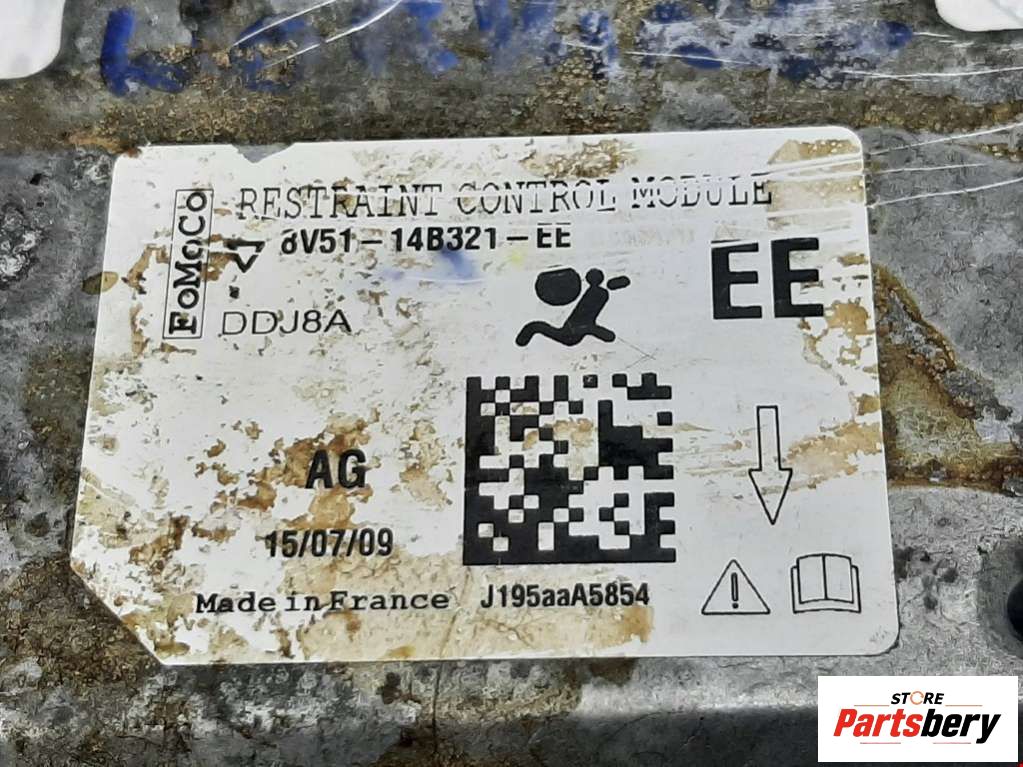 FoMoCo
RESTRAINT CONTROL MODULE
8V51-14B321-EE
EE
DDJ8A
AG
15/07/09
Made in France
J195aaA5854
STORE
Partsbery